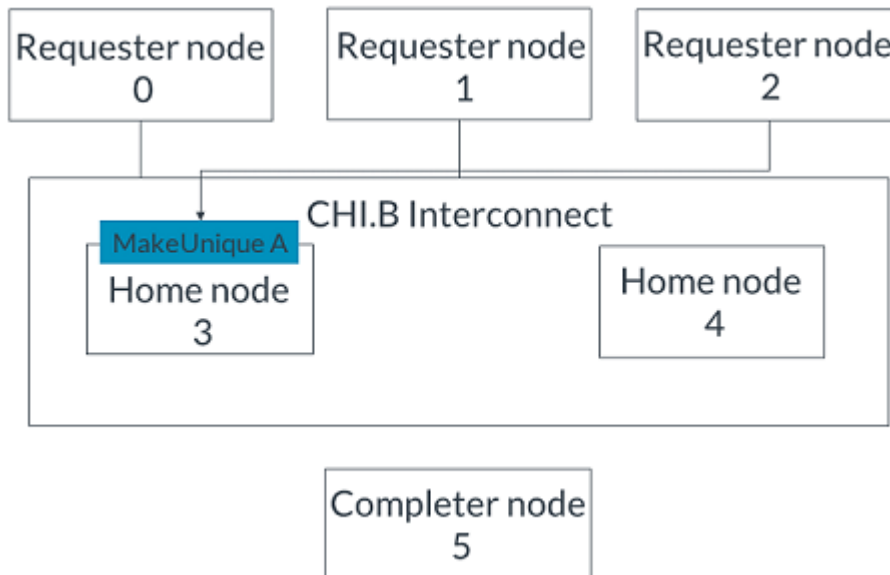 Requester node
0
Requester node
1
Requester node
2
CHI.B Interconnect
MakeUnique A
Home node
3
Home node
4
Completer node
5